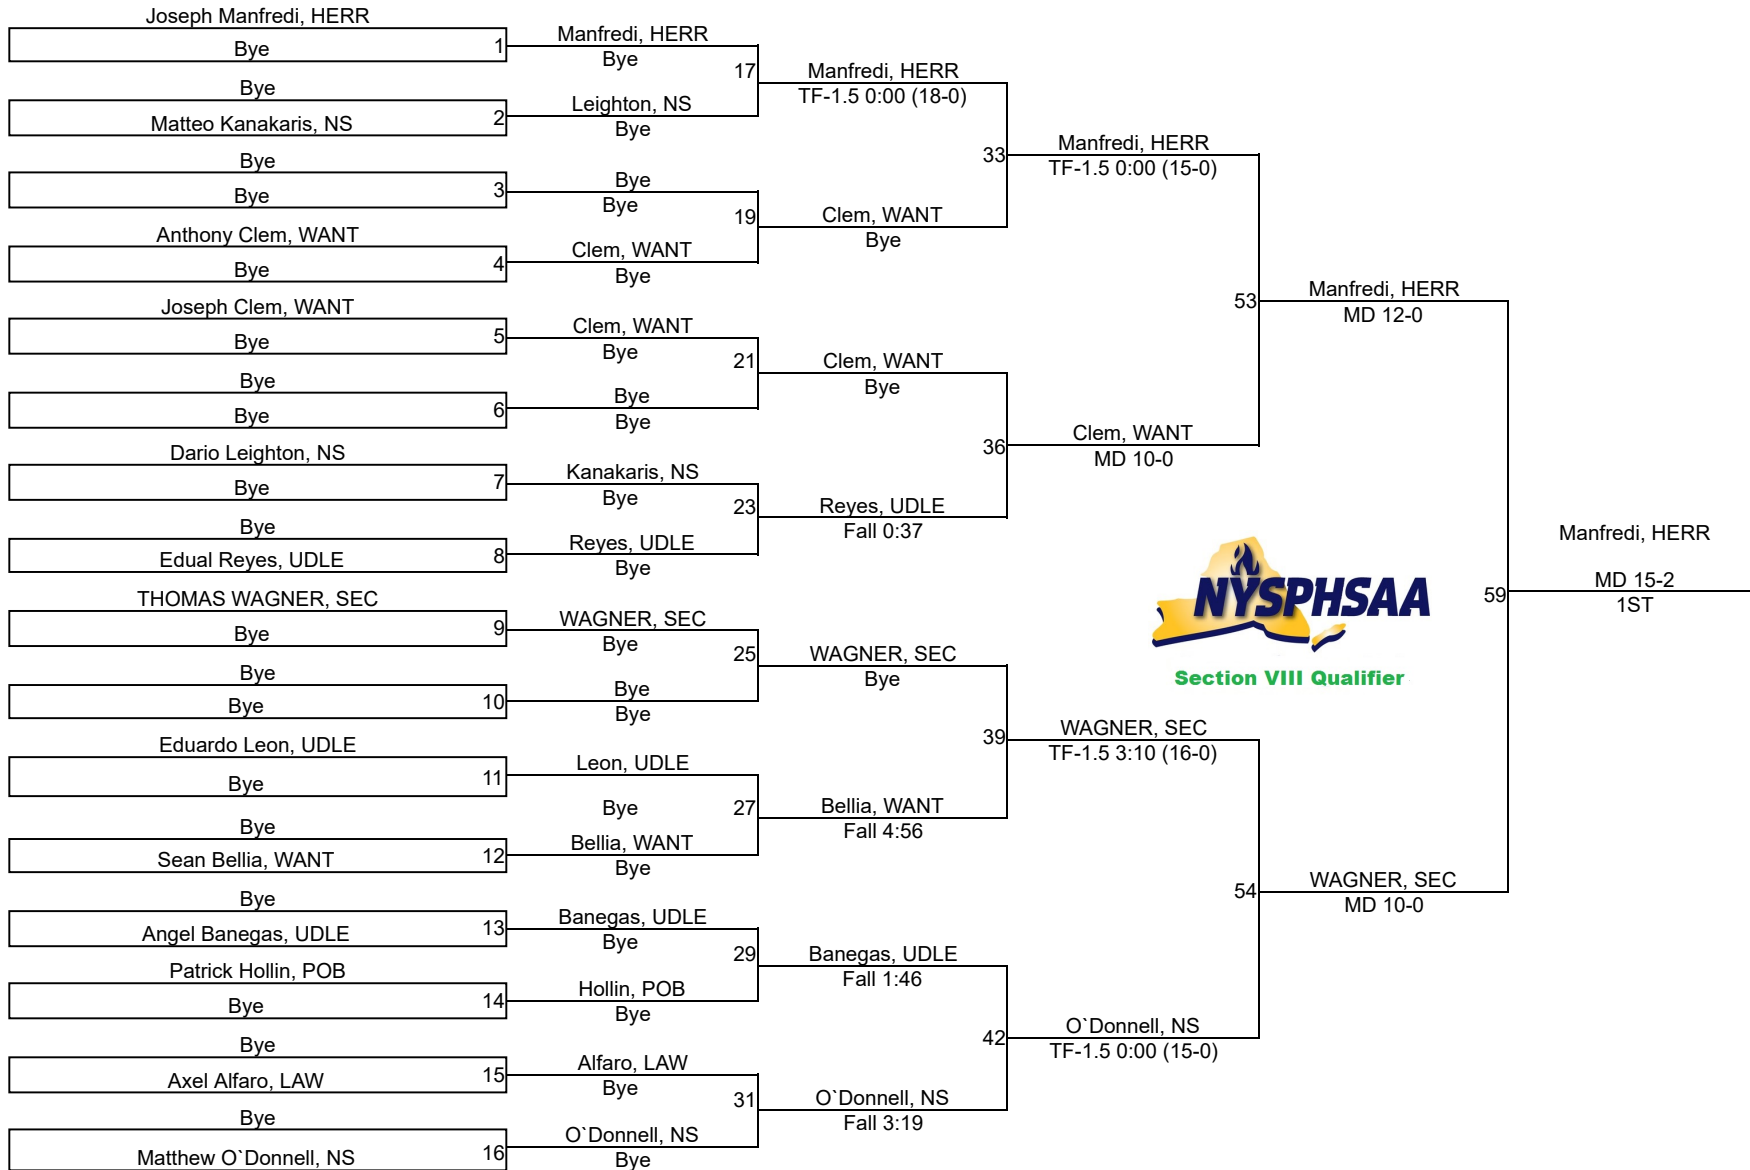 Joseph Manfredi, HERR
Bye
1
Bye
Matteo Kanakaris, NS
2
Bye
Bye
3
Anthony Clem, WANT
Bye
4
Joseph Clem, WANT
Bye
5
Bye
Bye
6
Dario Leighton, NS
Bye
7
Bye
Edual Reyes, UDLE
8
THOMAS WAGNER, SEC
Bye
9
Bye
Bye
10
Eduardo Leon, UDLE
Bye
11
Bye
Sean Bellia, WANT
12
Bye
Angel Banegas, UDLE
13
Patrick Hollin, POB
Bye
14
Bye
Axel Alfaro, LAW
15
Bye
Matthew O`Donnell, NS
16
Manfredi, HERR
Bye
17
Leighton, NS
Bye
Bye
Bye
19
Clem, WANT
Bye
Clem, WANT
Bye
21
Bye
Bye
Kanakaris, NS
Bye
23
Reyes, UDLE
Bye
WAGNER, SEC
Bye
25
Bye
Bye
Leon, UDLE
Bye
27
Bellia, WANT
Bye
Banegas, UDLE
Bye
29
Hollin, POB
Bye
Alfaro, LAW
Bye
31
O`Donnell, NS
Bye
Manfredi, HERR
TF-1.5 0:00 (18-0)
33
Clem, WANT
Bye
Clem, WANT
Bye
36
Reyes, UDLE
Fall 0:37
WAGNER, SEC
Bye
39
Bellia, WANT
Fall 4:56
Banegas, UDLE
Fall 1:46
42
O`Donnell, NS
Fall 3:19
Manfredi, HERR
TF-1.5 0:00 (15-0)
53
Clem, WANT
MD 10-0
WAGNER, SEC
TF-1.5 3:10 (16-0)
54
O`Donnell, NS
TF-1.5 0:00 (15-0)
Manfredi, HERR
MD 12-0
NYSPHSAA
Section VIII Qualifier
59
WAGNER, SEC
MD 10-0
Manfredi, HERR
MD 15-2
1ST